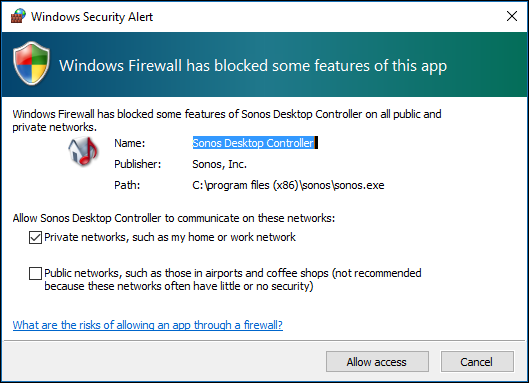 Windows Security Alert
Windows Firewall has blocked some features of this app
Windows Firewall has blocked some features of Sonos Desktop Controller on all public and
private networks.
Name: Sonos Desktop Controller
Publisher: Sonos, Inc.
Path: C:\program files (x86)\sonos\sonos.exe
Allow Sonos Desktop Controller to communicate on these networks:
Private networks, such as my home or work network
Public networks, such as those in airports and coffee shops (not recommended
because these networks often have little or no security)
What are the risks of allowing an app through a firewall?
Allow access Cancel